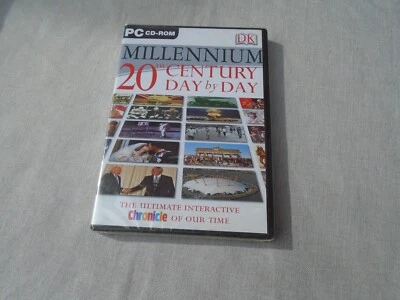 PC CD-ROM
DK
MILLENNIUM
20TH CENTURY
DAY by DAY
THE ULTIMATE INTERACTIVE
Chronicle OF OUR TIME